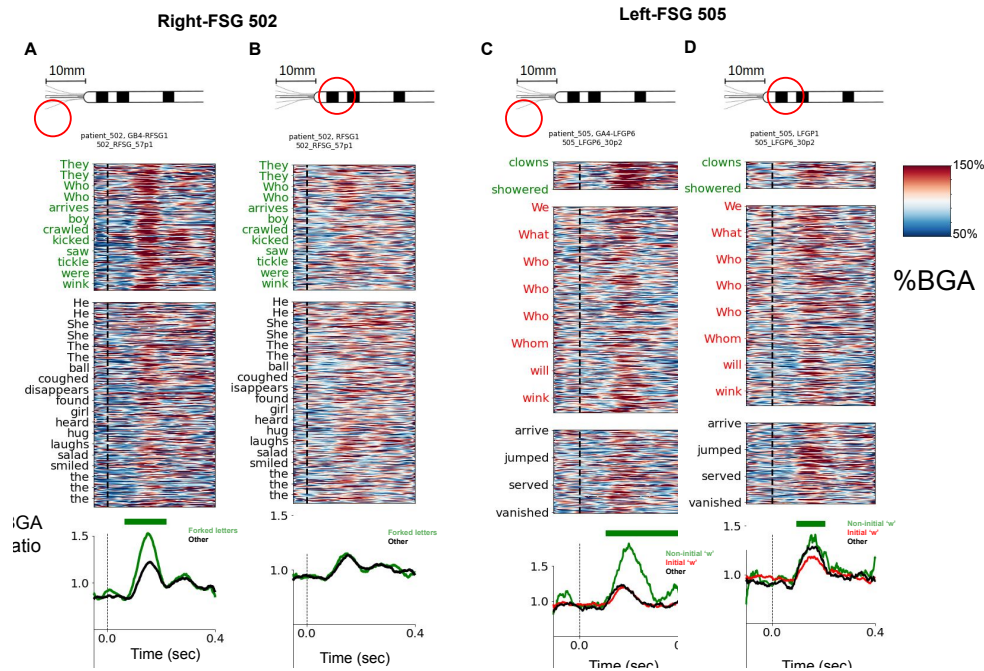 Right-FSG 502
Left-FSG 505
A
10mm
patient_502, GB4-RFSG1
502_RFSG_57p1
They
They
Who
Who
arrives
boy
crawled
kicked
saw
tickle
were
wink
He
He
She
She
The
The
ball
coughed
disappears
found
girl
heard
hug
laughs
salad
smiled
the
the
the
BGA
atio
1.5
1.0
Forked letters
Other
0.0
0.4
Time (sec)
B
10mm
patient_502, RFSG1
502_RFSG_57p1
They
They
Who
Who
arrives
boy
crawled
kicked
saw
tickle
were
wink
He
He
She
She
The
The
ball
coughed
isappears
found
girl
heard
hug
laughs
salad
smiled
the
the
the
1.5
1.0
Forked letters
Other
0.0
0.4
Time (sec)
C
10mm
patient_505, GA4-LFGP6
505_LFGP6_30p2
clowns
showered
We
What
Who
Who
Who
Whom
will
wink
arrive
jumped
served
vanished
1.5
1.0
Non-initial 'w'
Initial 'w'
Other
0.0
Time (sec)
D
10mm
patient_505, LFGP1
505_LFGP6_30p2
clowns
showered
We
What
Who
Who
Who
Whom
will
wink
arrive
jumped
served
vanished
1.5
1.0
Non-initial 'w'
Initial 'w'
Other
0.0
0.4
Time (sec)
150%
50%
%BGA